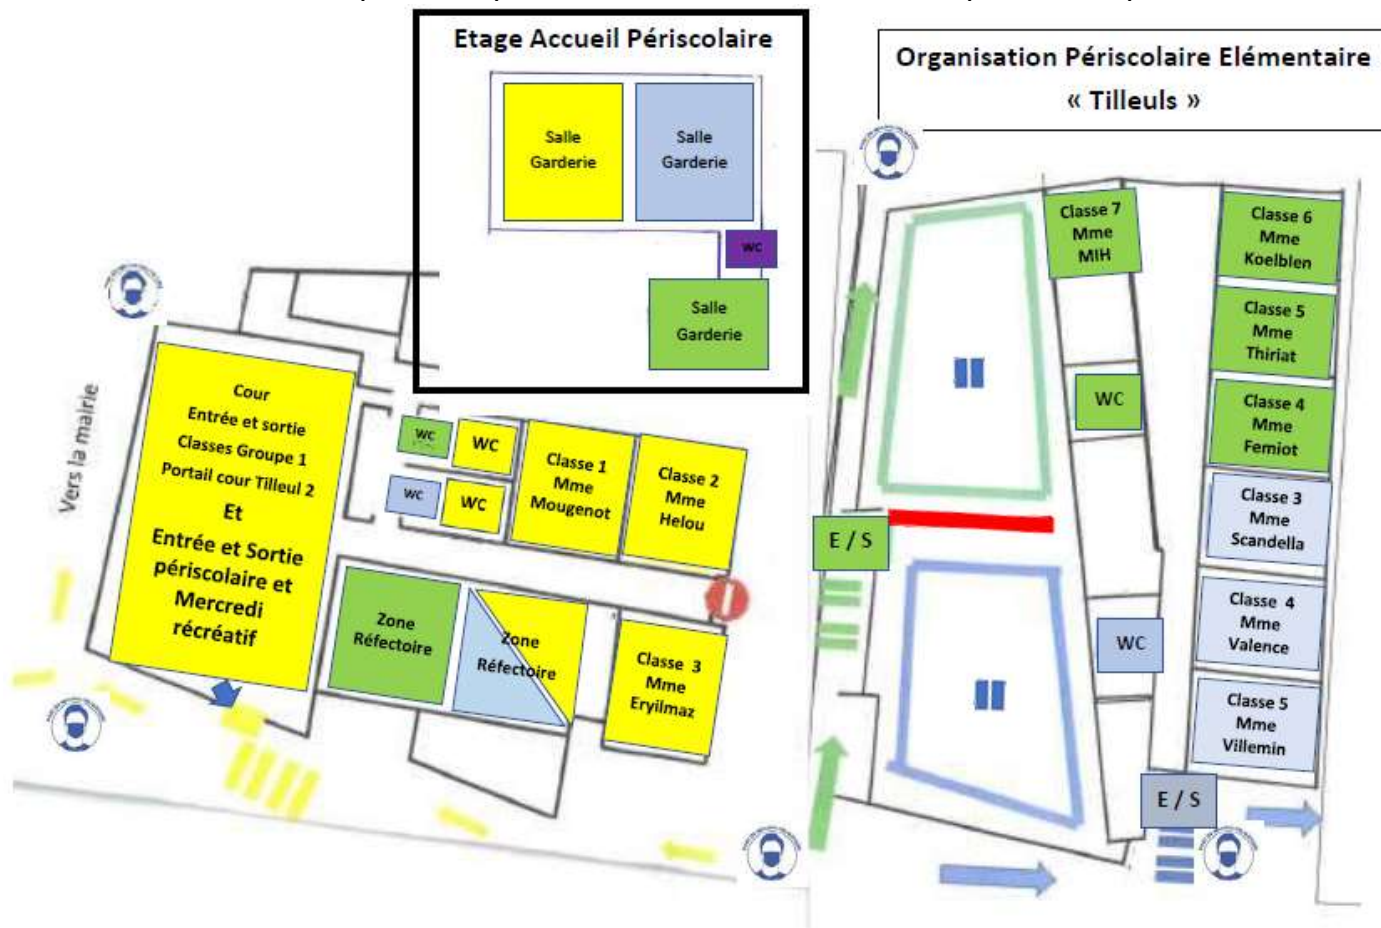 Etage Accueil Périscolaire
Salle
Garderie
Salle
Garderie
WC
Salle
Garderie
Organisation Périscolaire Elémentaire
« Tilleuls »
Vers la mairie
Cour
Entrée et sortie
Classes Groupe 1
Portail cour Tilleul 2
Et
Entrée et Sortie
périscolaire et
Mercredi
récréatif
WC
WC
WC
WC
Classe 1
Mme
Mougenot
Classe 2
Mme
Helou
Zone
Réfectoire
Zone
Réfectoire
Classe 3
Mme
Eryilmaz
Classe 7
Mme
MIH
WC
E / S
WC
E / S
Classe 6
Mme
Koelblen
Classe 5
Mme
Thiriat
Classe 4
Mme
Femiot
Classe 3
Mme
Scandella
Classe 4
Mme
Valence
Classe 5
Mme
Villemin